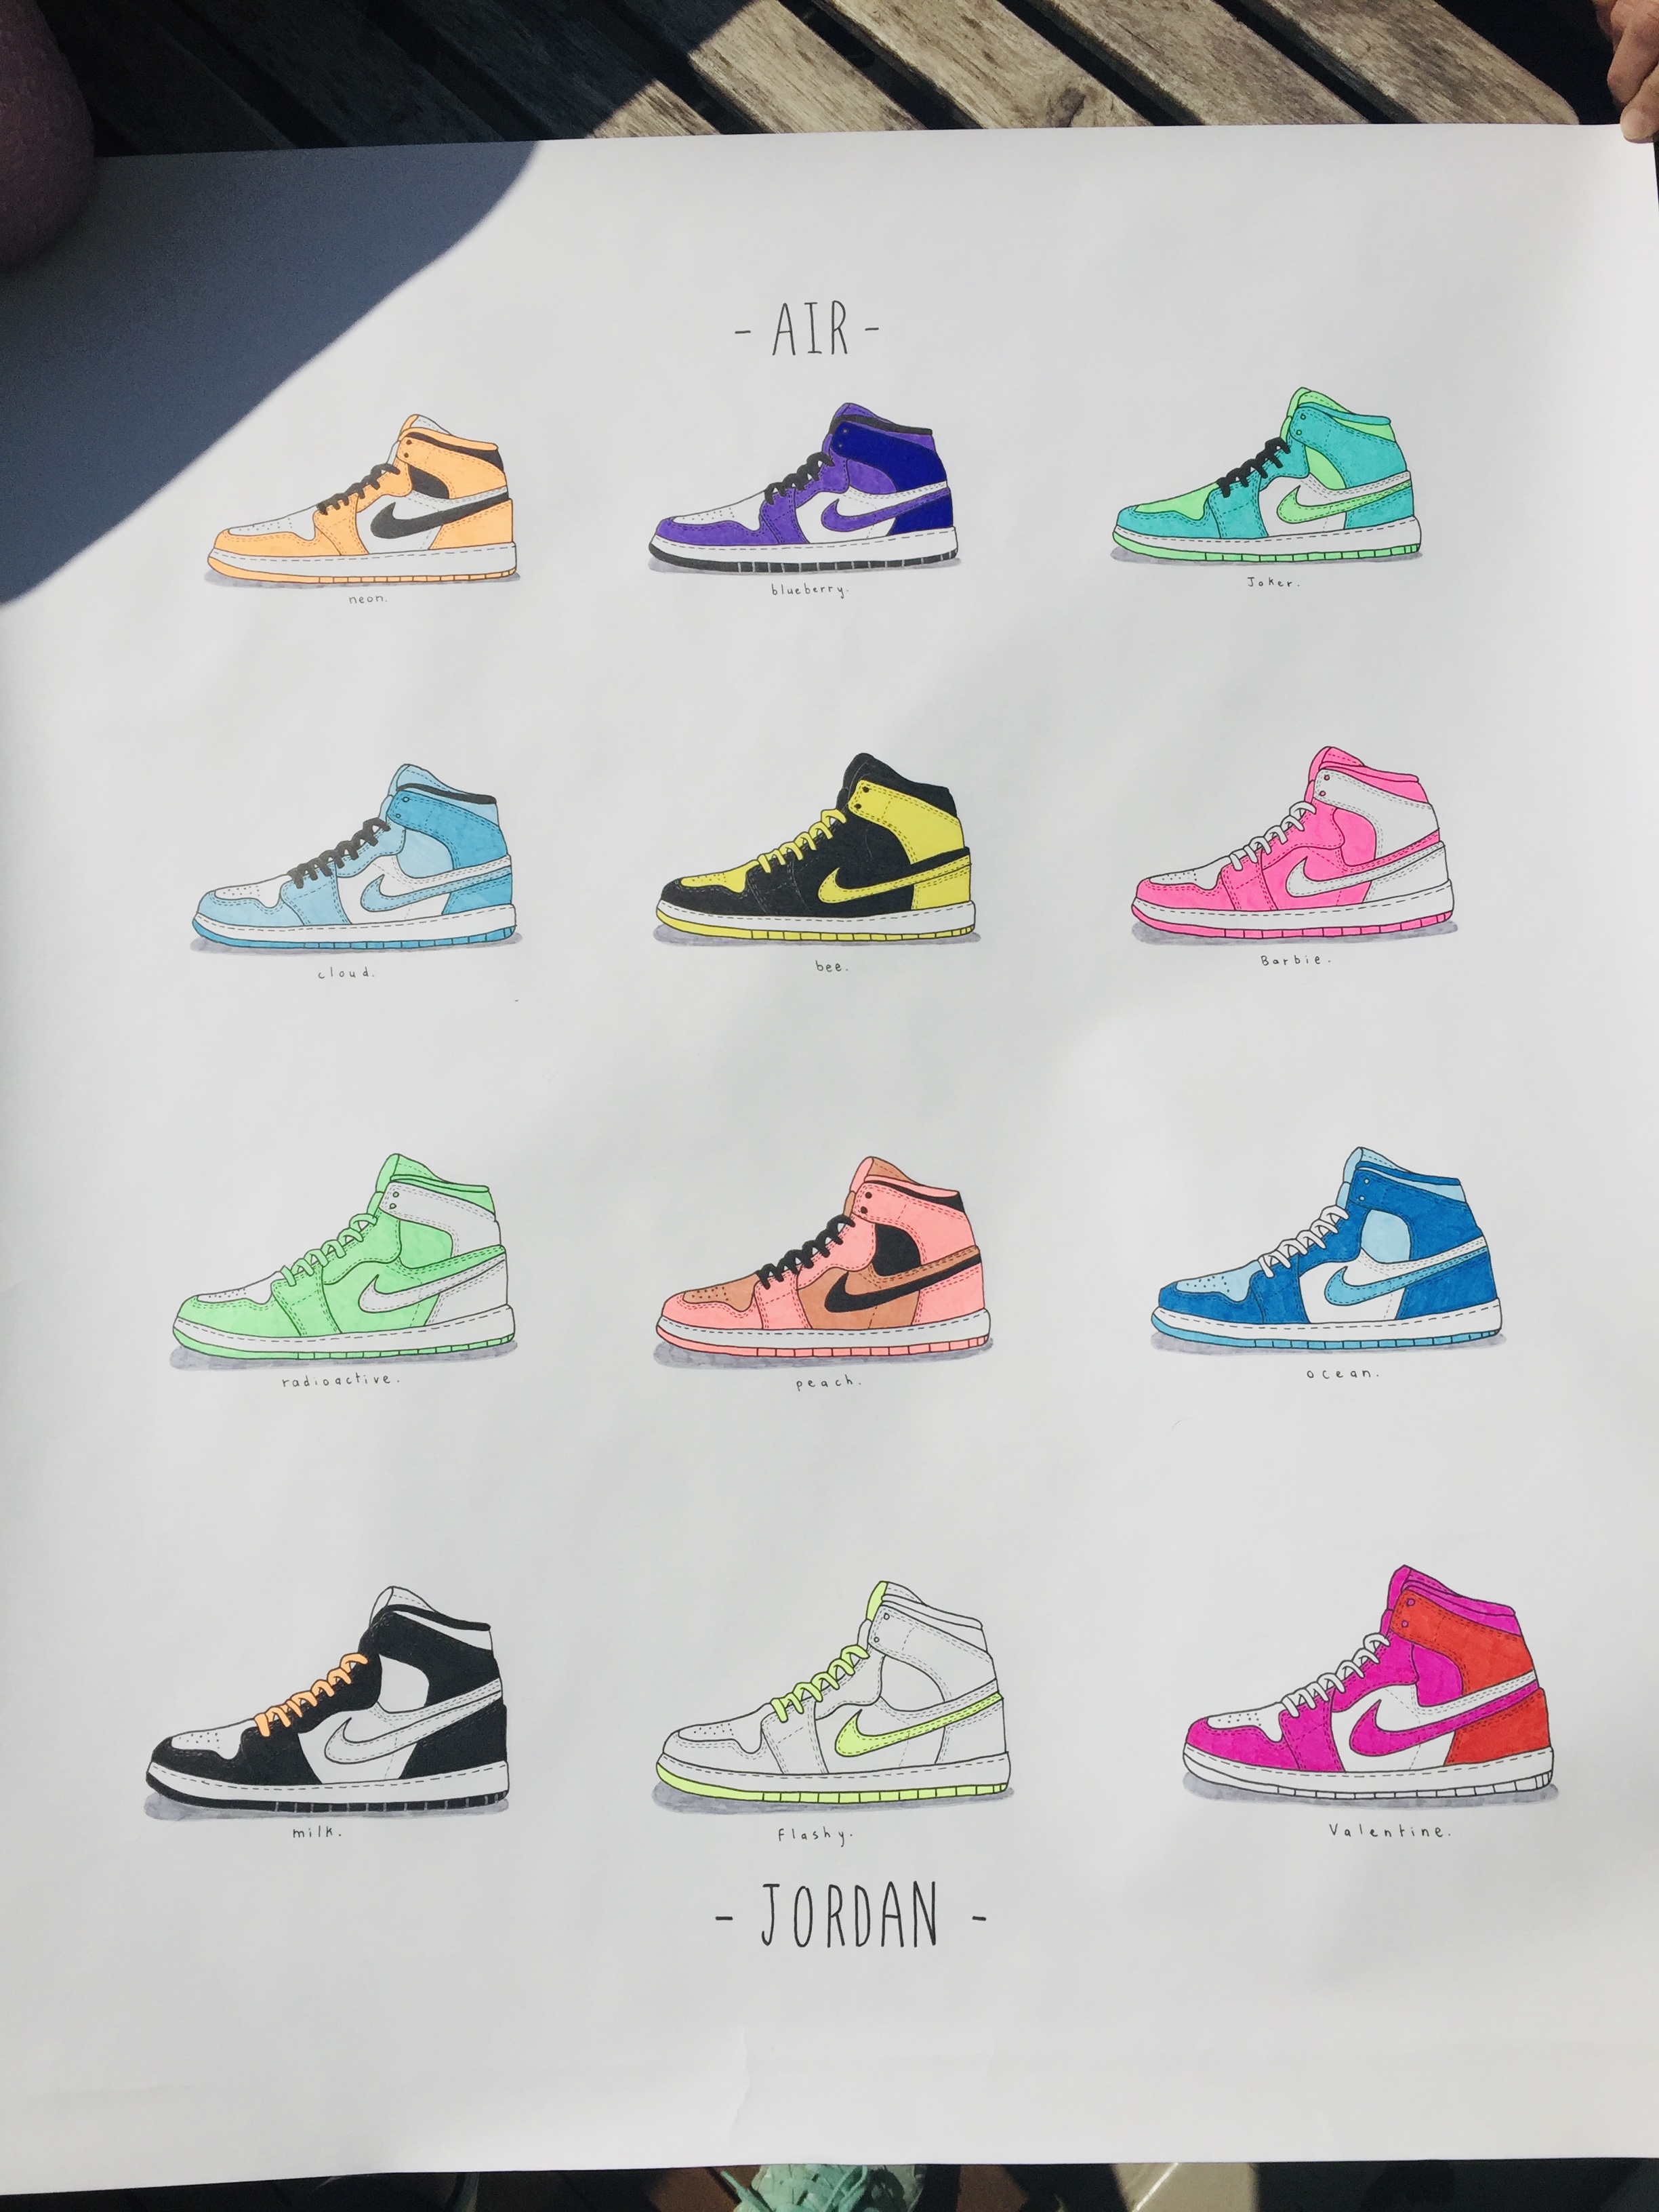 - AIR -
neon.
blueberry.
Joker.
cloud.
bee.
Barbie.
radioactive.
peach.
ocean.
milk.
Flashy.
Valentine.
- JORDAN -